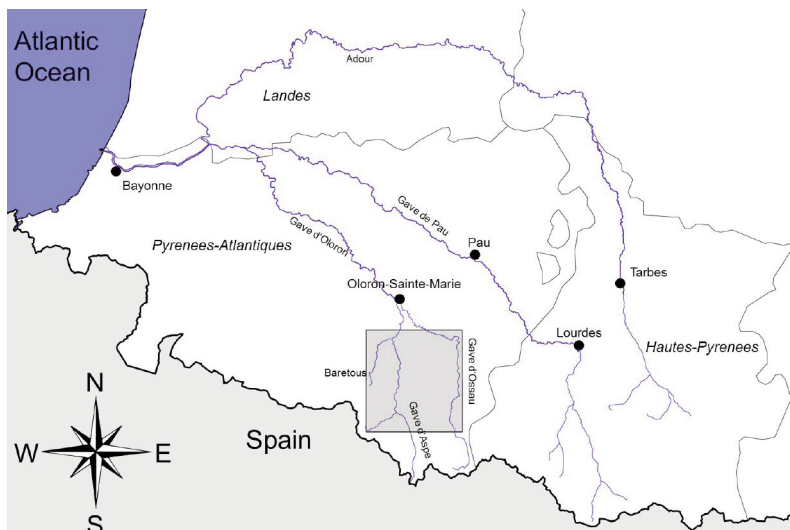 Atlantic
Ocean
Adour
Landes
Bayonne
Gave de Pau
Gave d'Oloron
Pyrenees-Atlantiques
Pau
Tarbes
Oloron-Sainte-Marie
Lourdes
Hautes-Pyrenees
Baretous
Gave d'Ossau
Gave d'Aspe
Spain
N
W
E
S